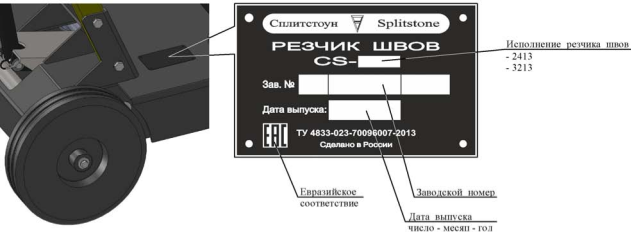 Сплитстоун Splitstone
РЕЗЧИК ШВОВ
CS-
Исполнение резчика швов
- 2413
- 3213
Зав. №
Дата выпуска:
ТУ 4833-023-70096007-2013
Сделано в России
EAC
Евразийское
соответствие
Заводской номер
Дата выпуска
число - месяц - год